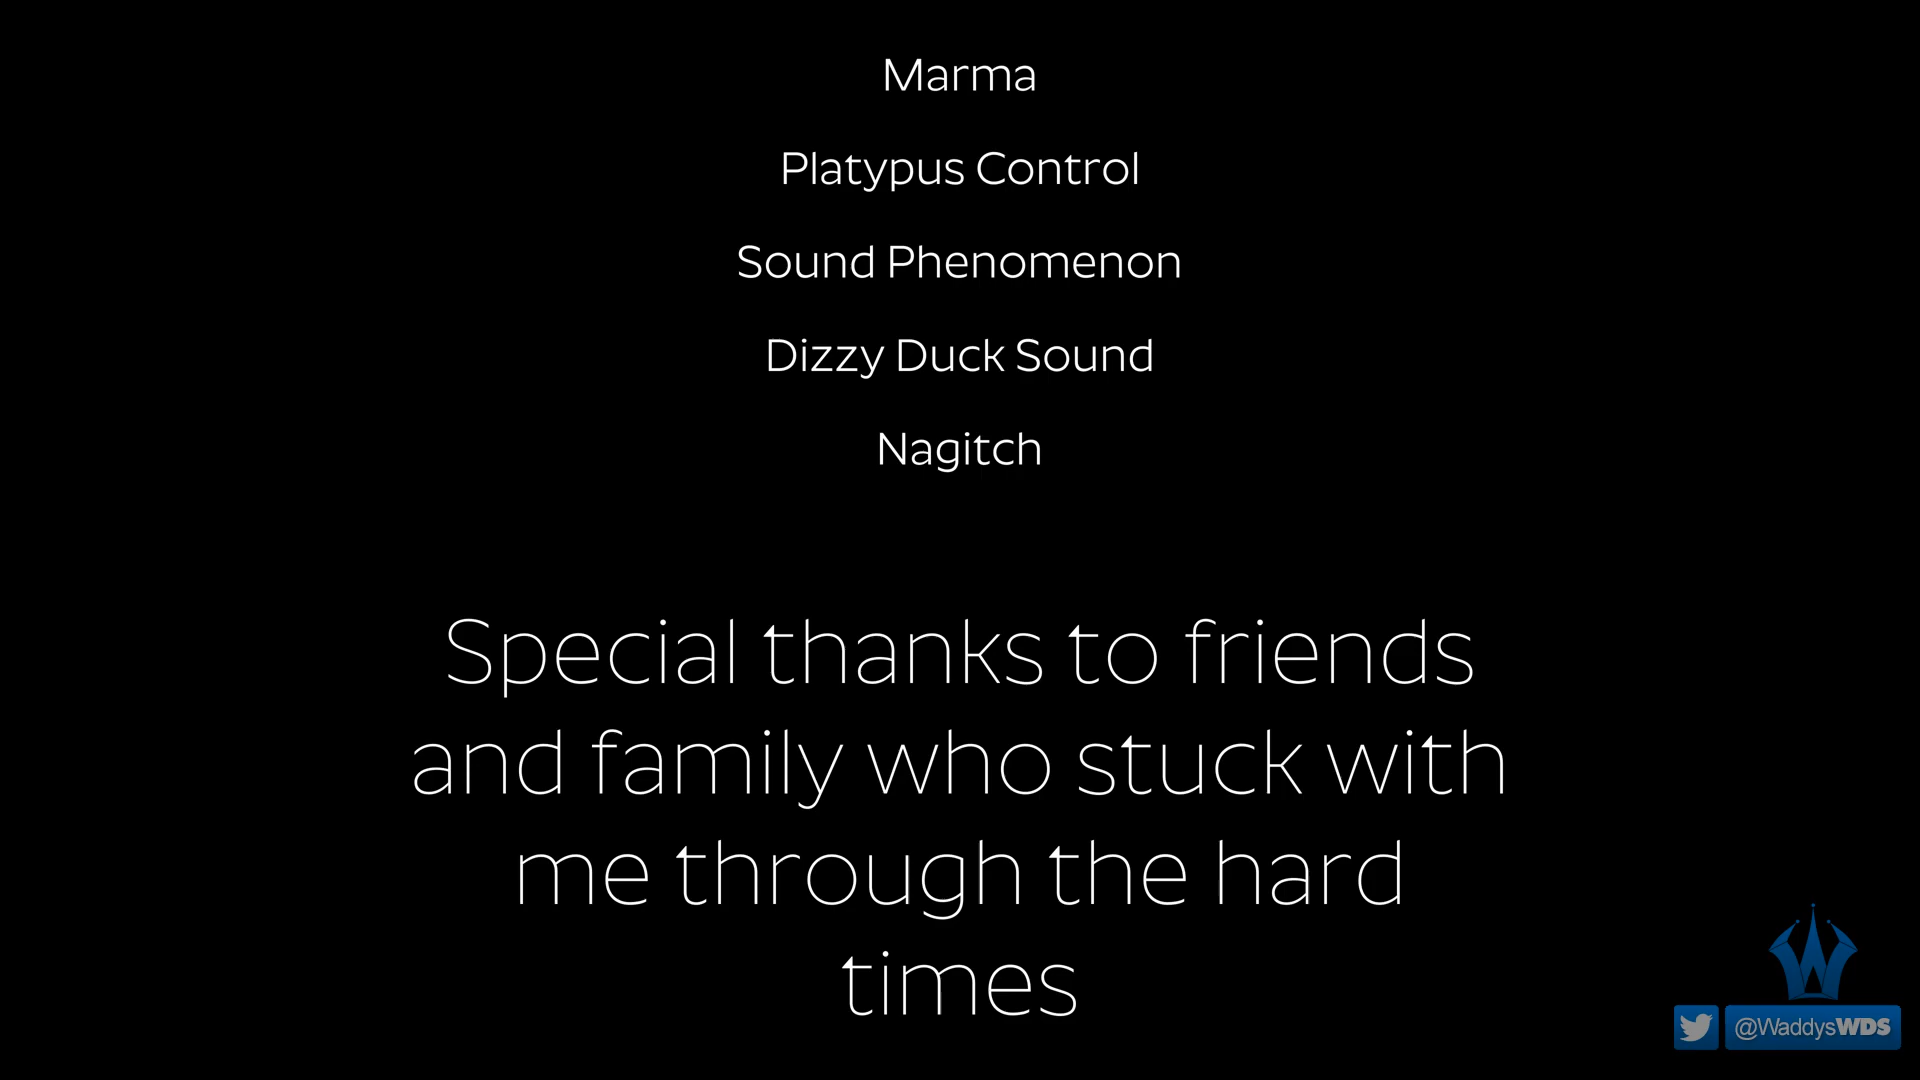 Marma
Platypus Control
Sound Phenomenon
Dizzy Duck Sound
Nagitch
Special thanks to friends
and family who stuck with
me through the hard
times
@WaddysWDS